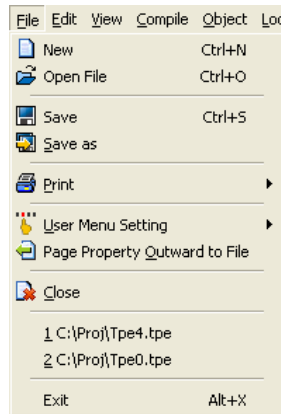 File Edit View Compile Object
New Ctrl+N
Open File Ctrl+O
Save Ctrl+S
Save as
Print
User Menu Setting
Page Property Outward to File
Close
1 C:\Proj\Tpe4.tpe
2 C:\Proj\Tpe0.tpe
Exit Alt+X